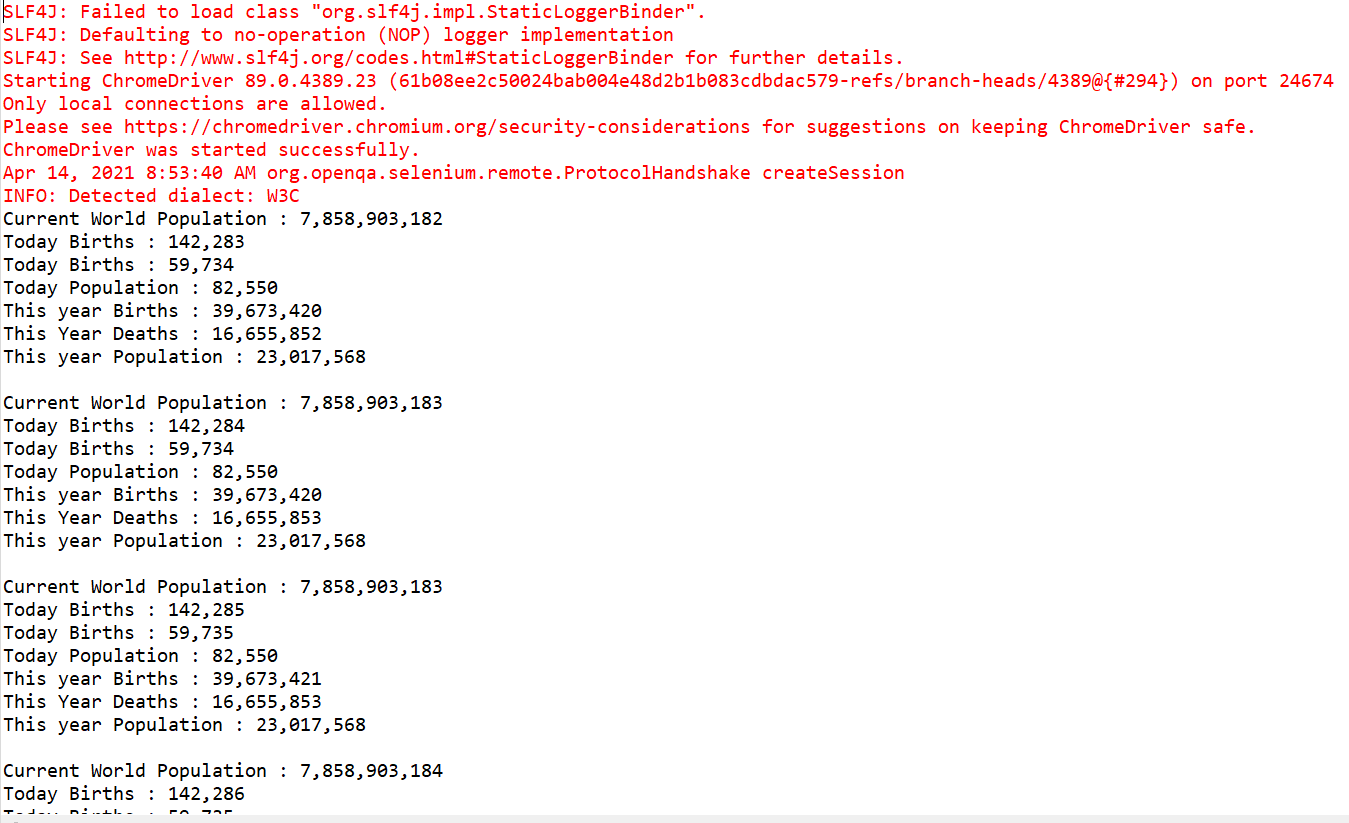 SLF4J: Failed to load class "org.slf4j.impl.StaticLoggerBinder".
SLF4J: Defaulting to no-operation (NOP) logger implementation
SLF4J: See http://www.slf4j.org/codes.html#StaticLoggerBinder for further details.
Starting ChromeDriver 89.0.4389.23 (61b08ee2c50024bab004e48d2b1b083cdbdac579-refs/branch-heads/4389@{#294}) on port 24674
Only local connections are allowed.
Please see https://chromedriver.chromium.org/security-considerations for suggestions on keeping ChromeDriver safe.
ChromeDriver was started successfully.
Apr 14, 2021 8:53:40 AM org.openqa.selenium.remote.ProtocolHandshake createSession
INFO: Detected dialect: W3C
Current World Population : 7,858,903,182
Today Births : 142,283
Today Births : 59,734
Today Population : 82,550
This year Births : 39,673,420
This Year Deaths : 16,655,852
This year Population : 23,017,568
Current World Population : 7,858,903,183
Today Births : 142,284
Today Births : 59,734
Today Population : 82,550
This year Births : 39,673,420
This Year Deaths : 16,655,853
This year Population : 23,017,568
Current World Population : 7,858,903,183
Today Births : 142,285
Today Births : 59,735
Today Population : 82,550
This year Births : 39,673,421
This Year Deaths : 16,655,853
This year Population : 23,017,568
Current World Population : 7,858,903,184
Today Births : 142,286
Today Births : 59,735